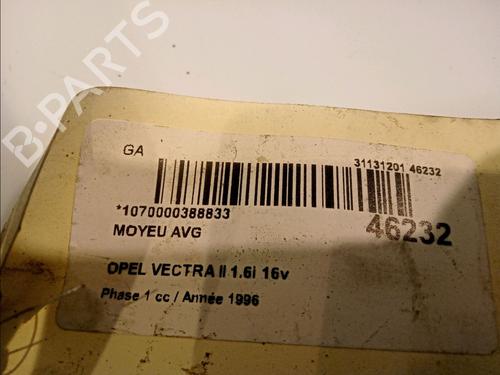 B-PARTS
GA
31131201 46232
*1070000388833
46232
MOYEU AVG
OPEL VECTRA II 1.6i 16v
Phase 1 cc / Année 1996